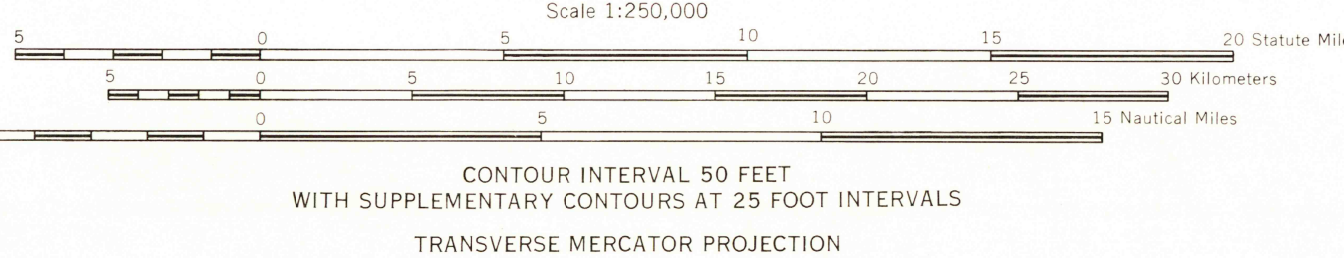 Scale 1:250,000
5 0 5 10 15 20 Statute Mil
5 0 5 10 15 20 25 30 Kilometers
0 5 10 15 Nautical Miles
CONTOUR INTERVAL 50 FEET
WITH SUPPLEMENTARY CONTOURS AT 25 FOOT INTERVALS
TRANSVERSE MERCATOR PROJECTION